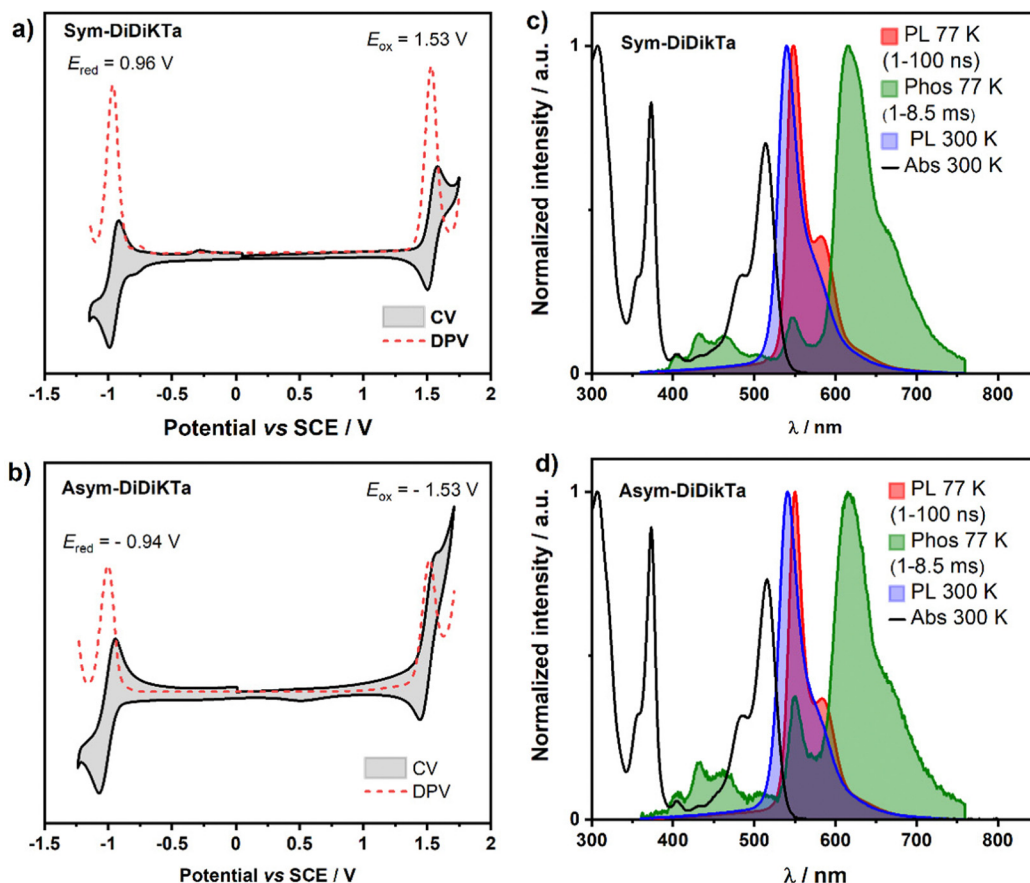 a)
Sym-DiDiKTa
E_ox = 1.53 V
E_red = 0.96 V
CV
DPV
-1.5 -1 -0.5 0 0.5 1 1.5 2
Potential vs SCE / V
b)
Asym-DiDiKTa
E_ox = - 1.53 V
E_red = - 0.94 V
CV
DPV
-1.5 -1 -0.5 0 0.5 1 1.5 2
Potential vs SCE / V
c)
Sym-DiDikTa
PL 77 K
(1-100 ns)
Phos 77 K
(1-8.5 ms)
PL 300 K
Abs 300 K
Normalized intensity / a.u.
1
0
300 400 500 600 700 800
λ / nm
d)
Asym-DiDikTa
PL 77 K
(1-100 ns)
Phos 77 K
(1-8.5 ms)
PL 300 K
Abs 300 K
Normalized intensity / a.u.
1
0
300 400 500 600 700 800
λ / nm